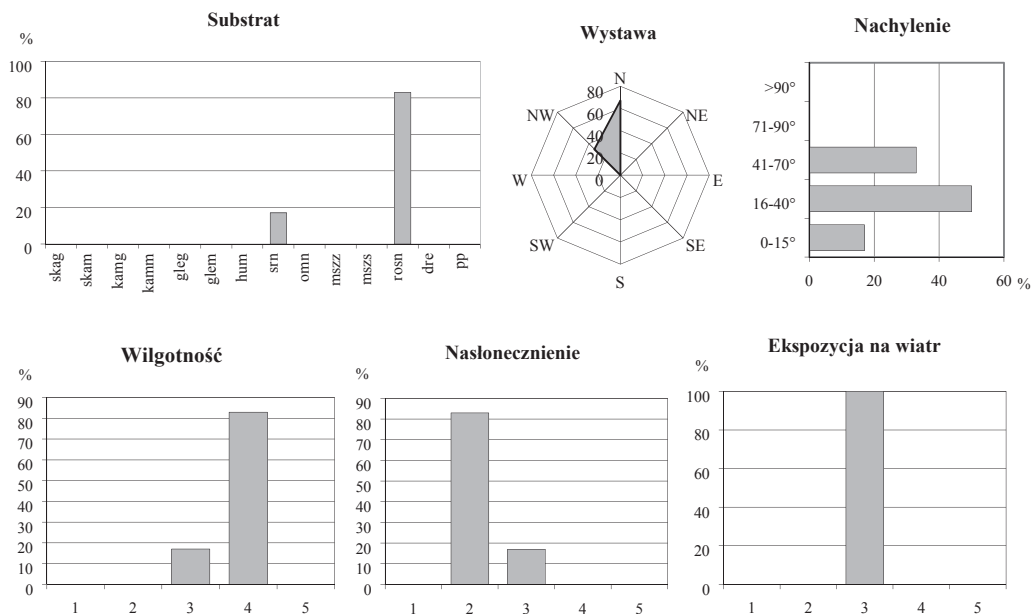 Substrat
%
100
80
60
40
20
0
skag
skam
kamg
kamm
gleg
glem
hum
srn
omn
mszz
mszs
rosn
dre
pp
Wystawa
N
NE
E
SE
S
SW
W
NW
80
60
40
20
0
Nachylenie
>90°
71-90°
41-70°
16-40°
0-15°
0 20 40 60 %
Wilgotność
%
90
80
70
60
50
40
30
20
10
0
1 2 3 4 5
Nasłonecznienie
%
90
80
70
60
50
40
30
20
10
0
1 2 3 4 5
Ekspozycja na wiatr
%
100
80
60
40
20
0
1 2 3 4 5